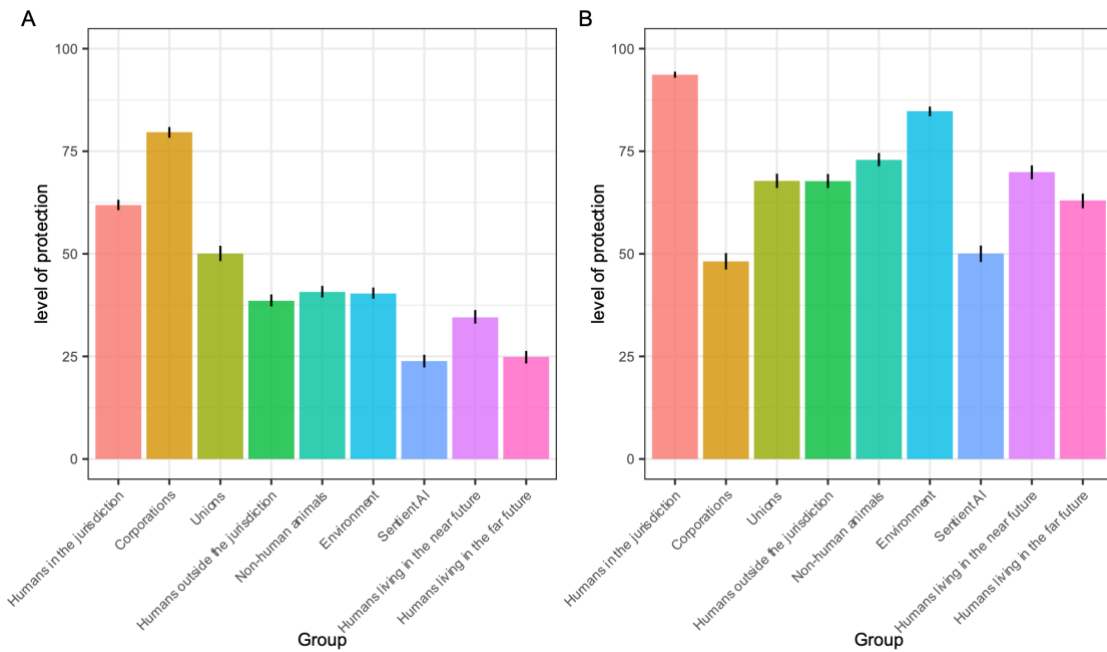 A
B
100
75
50
25
0
level of protection
Humans in the jurisdiction
Corporations
Unions
Humans outside the jurisdiction
Non-human animals
Environment
Sentient AI
Humans living in the near future
Humans living in the far future
Group
100
75
50
25
0
level of protection
Humans in the jurisdiction
Corporations
Unions
Humans outside the jurisdiction
Non-human animals
Environment
Sentient AI
Humans living in the near future
Humans living in the far future
Group